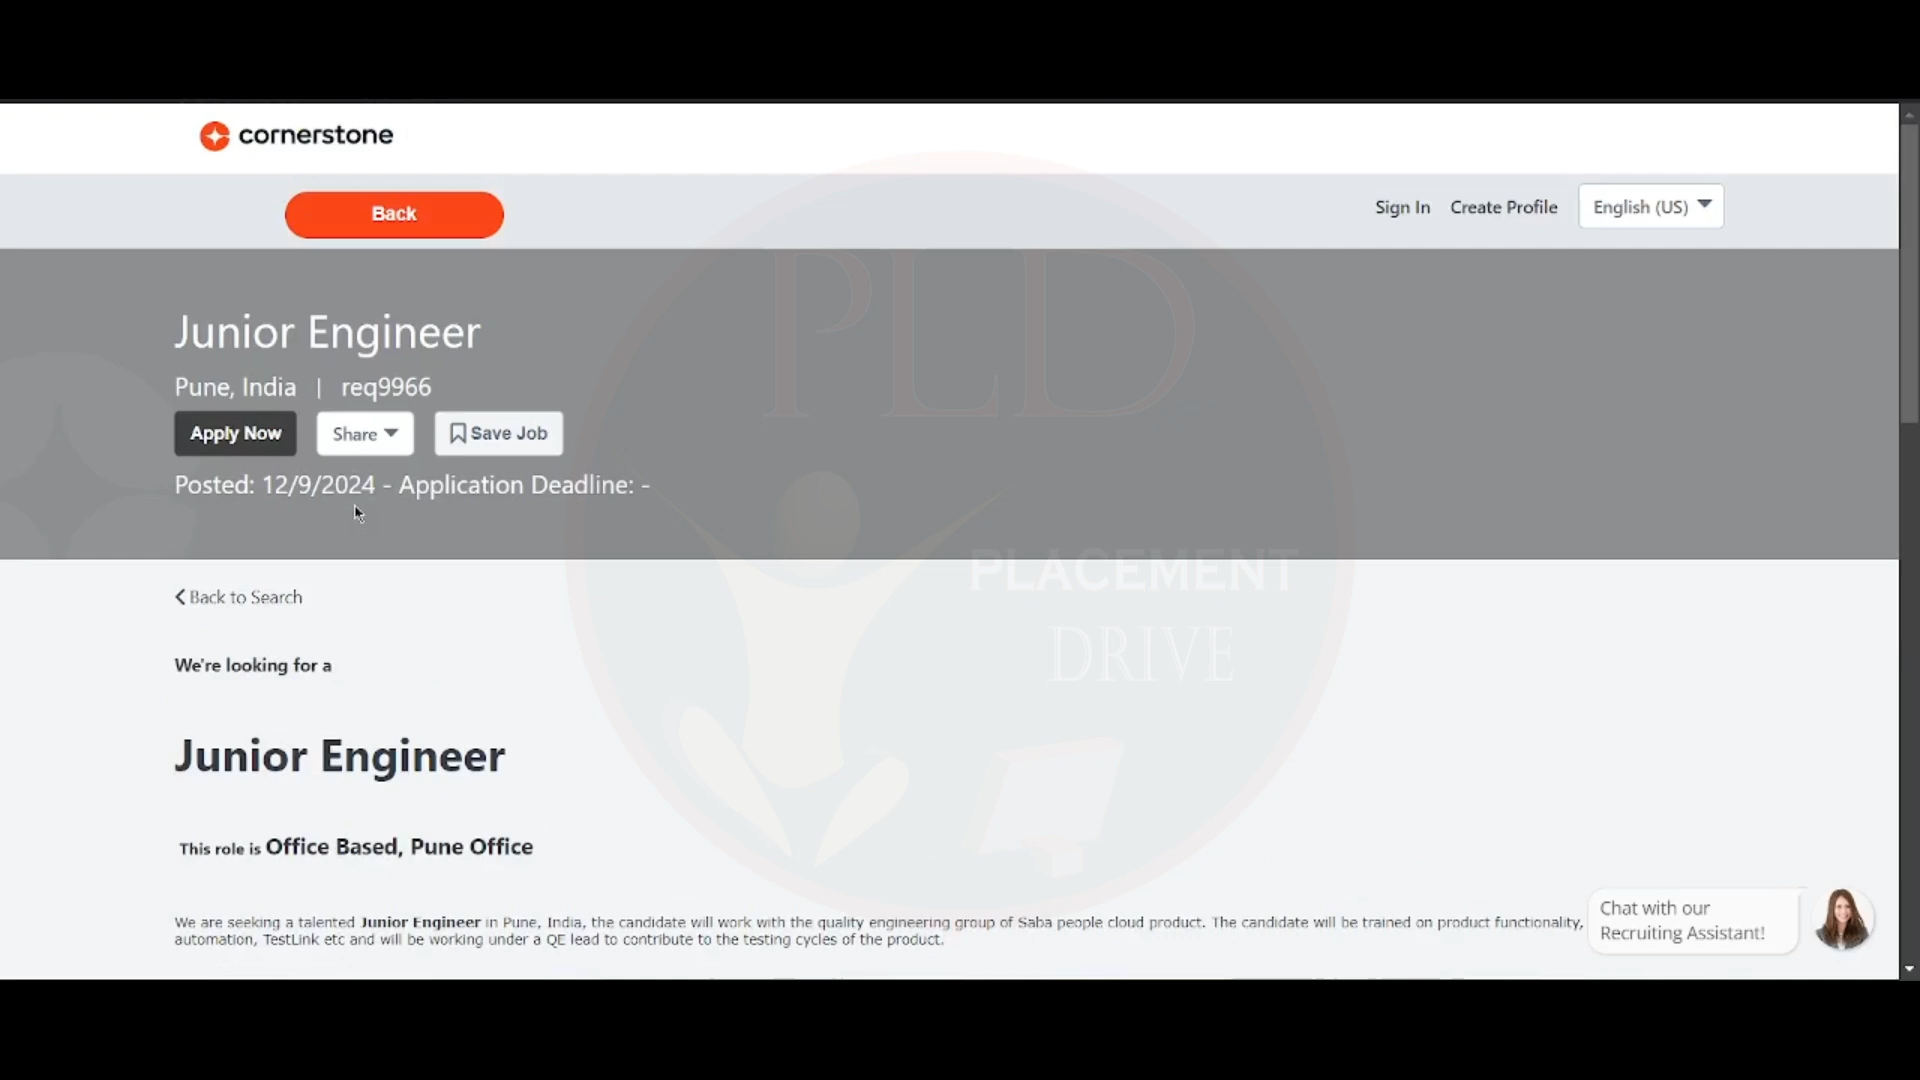 cornerstone
Back
Sign In
Create Profile
English (US)
PLD
Junior Engineer
Pune, India | req9966
Apply Now
Share
Save Job
Posted: 12/9/2024 - Application Deadline: -
PLACEMENT
DRIVE
Back to Search
We're looking for a
Junior Engineer
This role is Office Based, Pune Office
We are seeking a talented Junior Engineer in Pune, India, the candidate will work with the quality engineering group of Saba people cloud product. The candidate will be trained on product functionality,
automation, TestLink etc and will be working under a QE lead to contribute to the testing cycles of the product.
Chat with our
Recruiting Assistant!